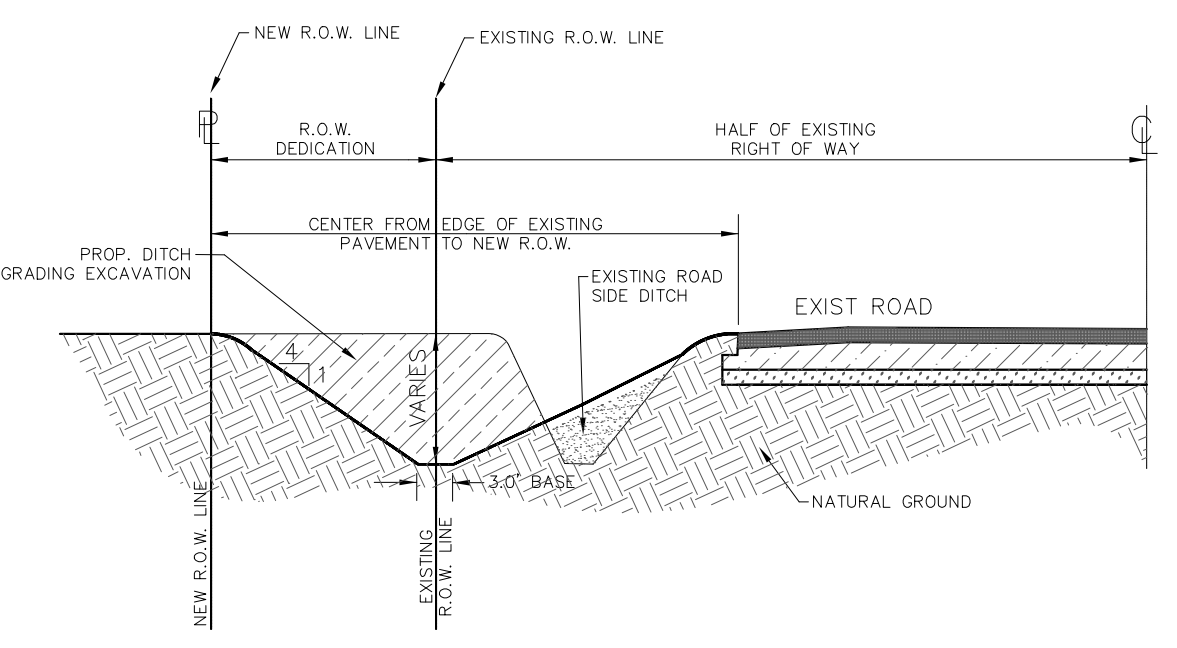 NEW R.O.W. LINE
EXISTING R.O.W. LINE
PL
R.O.W.
DEDICATION
HALF OF EXISTING
RIGHT OF WAY
CL
CENTER FROM EDGE OF EXISTING
PAVEMENT TO NEW R.O.W.
PROP. DITCH
GRADING EXCAVATION
EXISTING ROAD
SIDE DITCH
EXIST ROAD
4
1
VARIES
3.0' BASE
NATURAL GROUND
NEW R.O.W. LINE
EXISTING
R.O.W. LINE